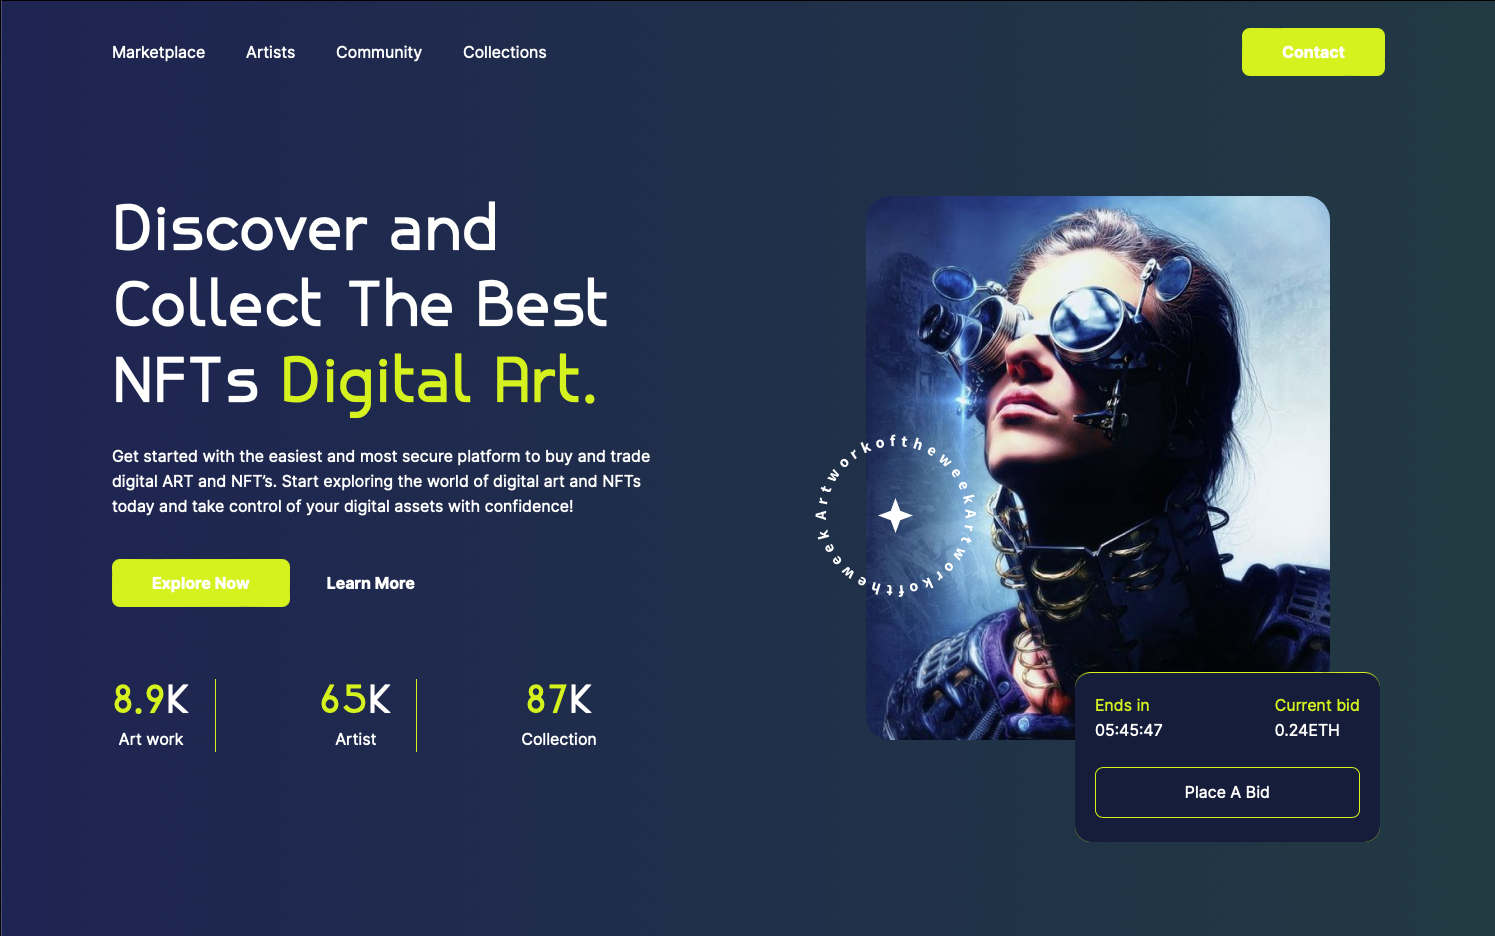 Marketplace Artists Community Collections Contact
Discover and
Collect The Best
NFTs Digital Art.
Get started with the easiest and most secure platform to buy and trade
digital ART and NFT’s. Start exploring the world of digital art and NFTs
today and take control of your digital assets with confidence!
Explore Now Learn More
8.9K 65K 87K
Art work Artist Collection
ArtworkoftheweekArtworkoftheweek
Ends in Current bid
05:45:47 0.24ETH
Place A Bid